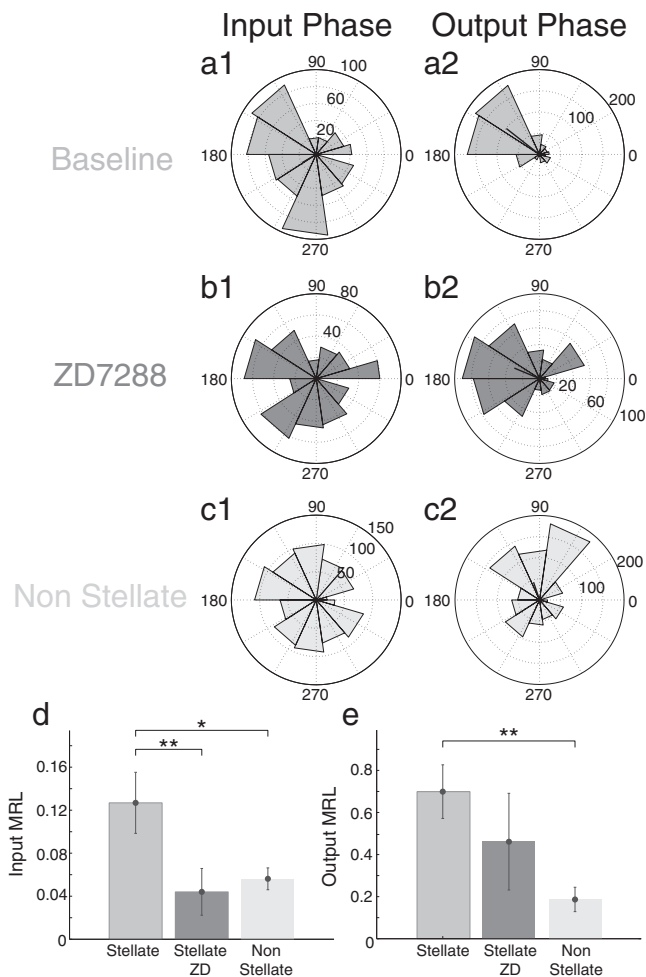 Input Phase Output Phase
a1 90 100 a2 90
60 200
20 100
Baseline 180 0 180 0
270 270
b1 90 80 b2 90
40
ZD7288 180 0 180 0
20 60
100
270 270
c1 90 150 c2 90
100 200
50 100
Non Stellate 180 0 180 0
270 270
d e
* **
**
Input MRL 0.16 0.12 0.08 0.04 0
Output MRL 0.8 0.6 0.4 0.2 0
Stellate Stellate Non Stellate Stellate Non
ZD Stellate ZD Stellate